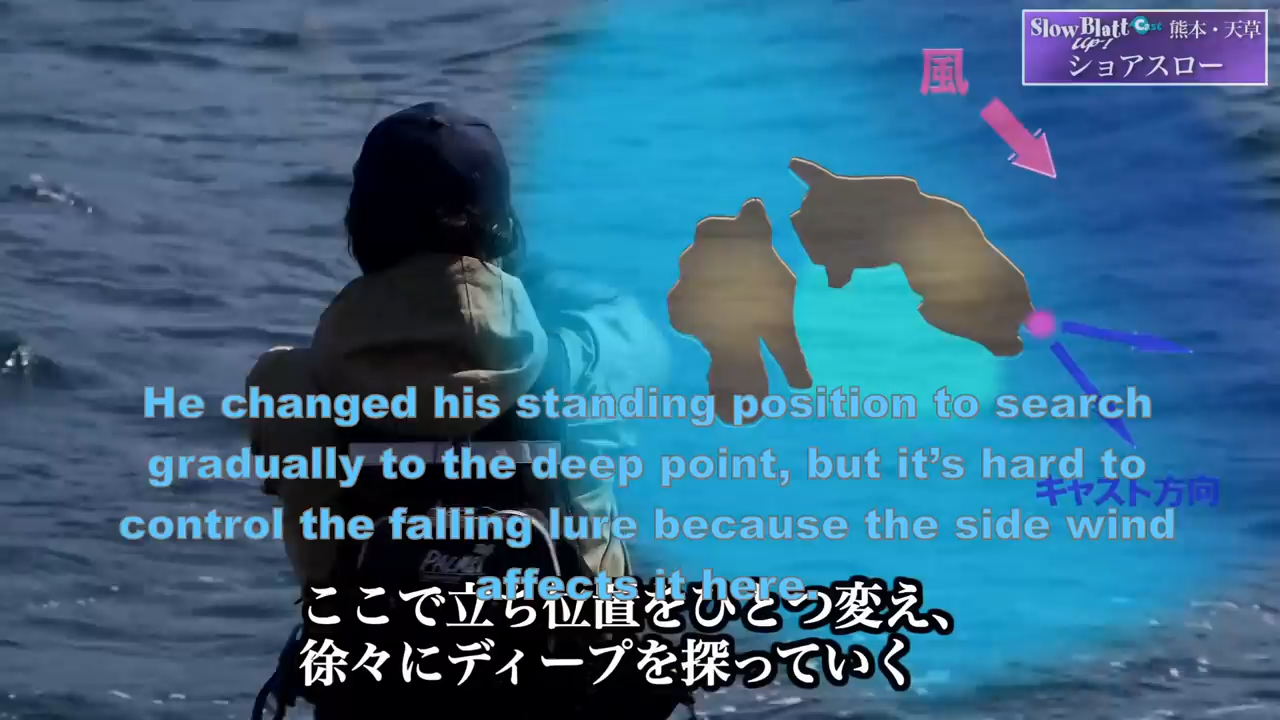 SlowBlatt Cast 熊本・天草
Up!
ショアスロー
風
He changed his standing position to search
gradually to the deep point, but it’s hard to
キャスト方向
control the falling lure because the side wind
PALMS
affects it here.
ここで立ち位置をひとつ変え、
徐々にディープを探っていく